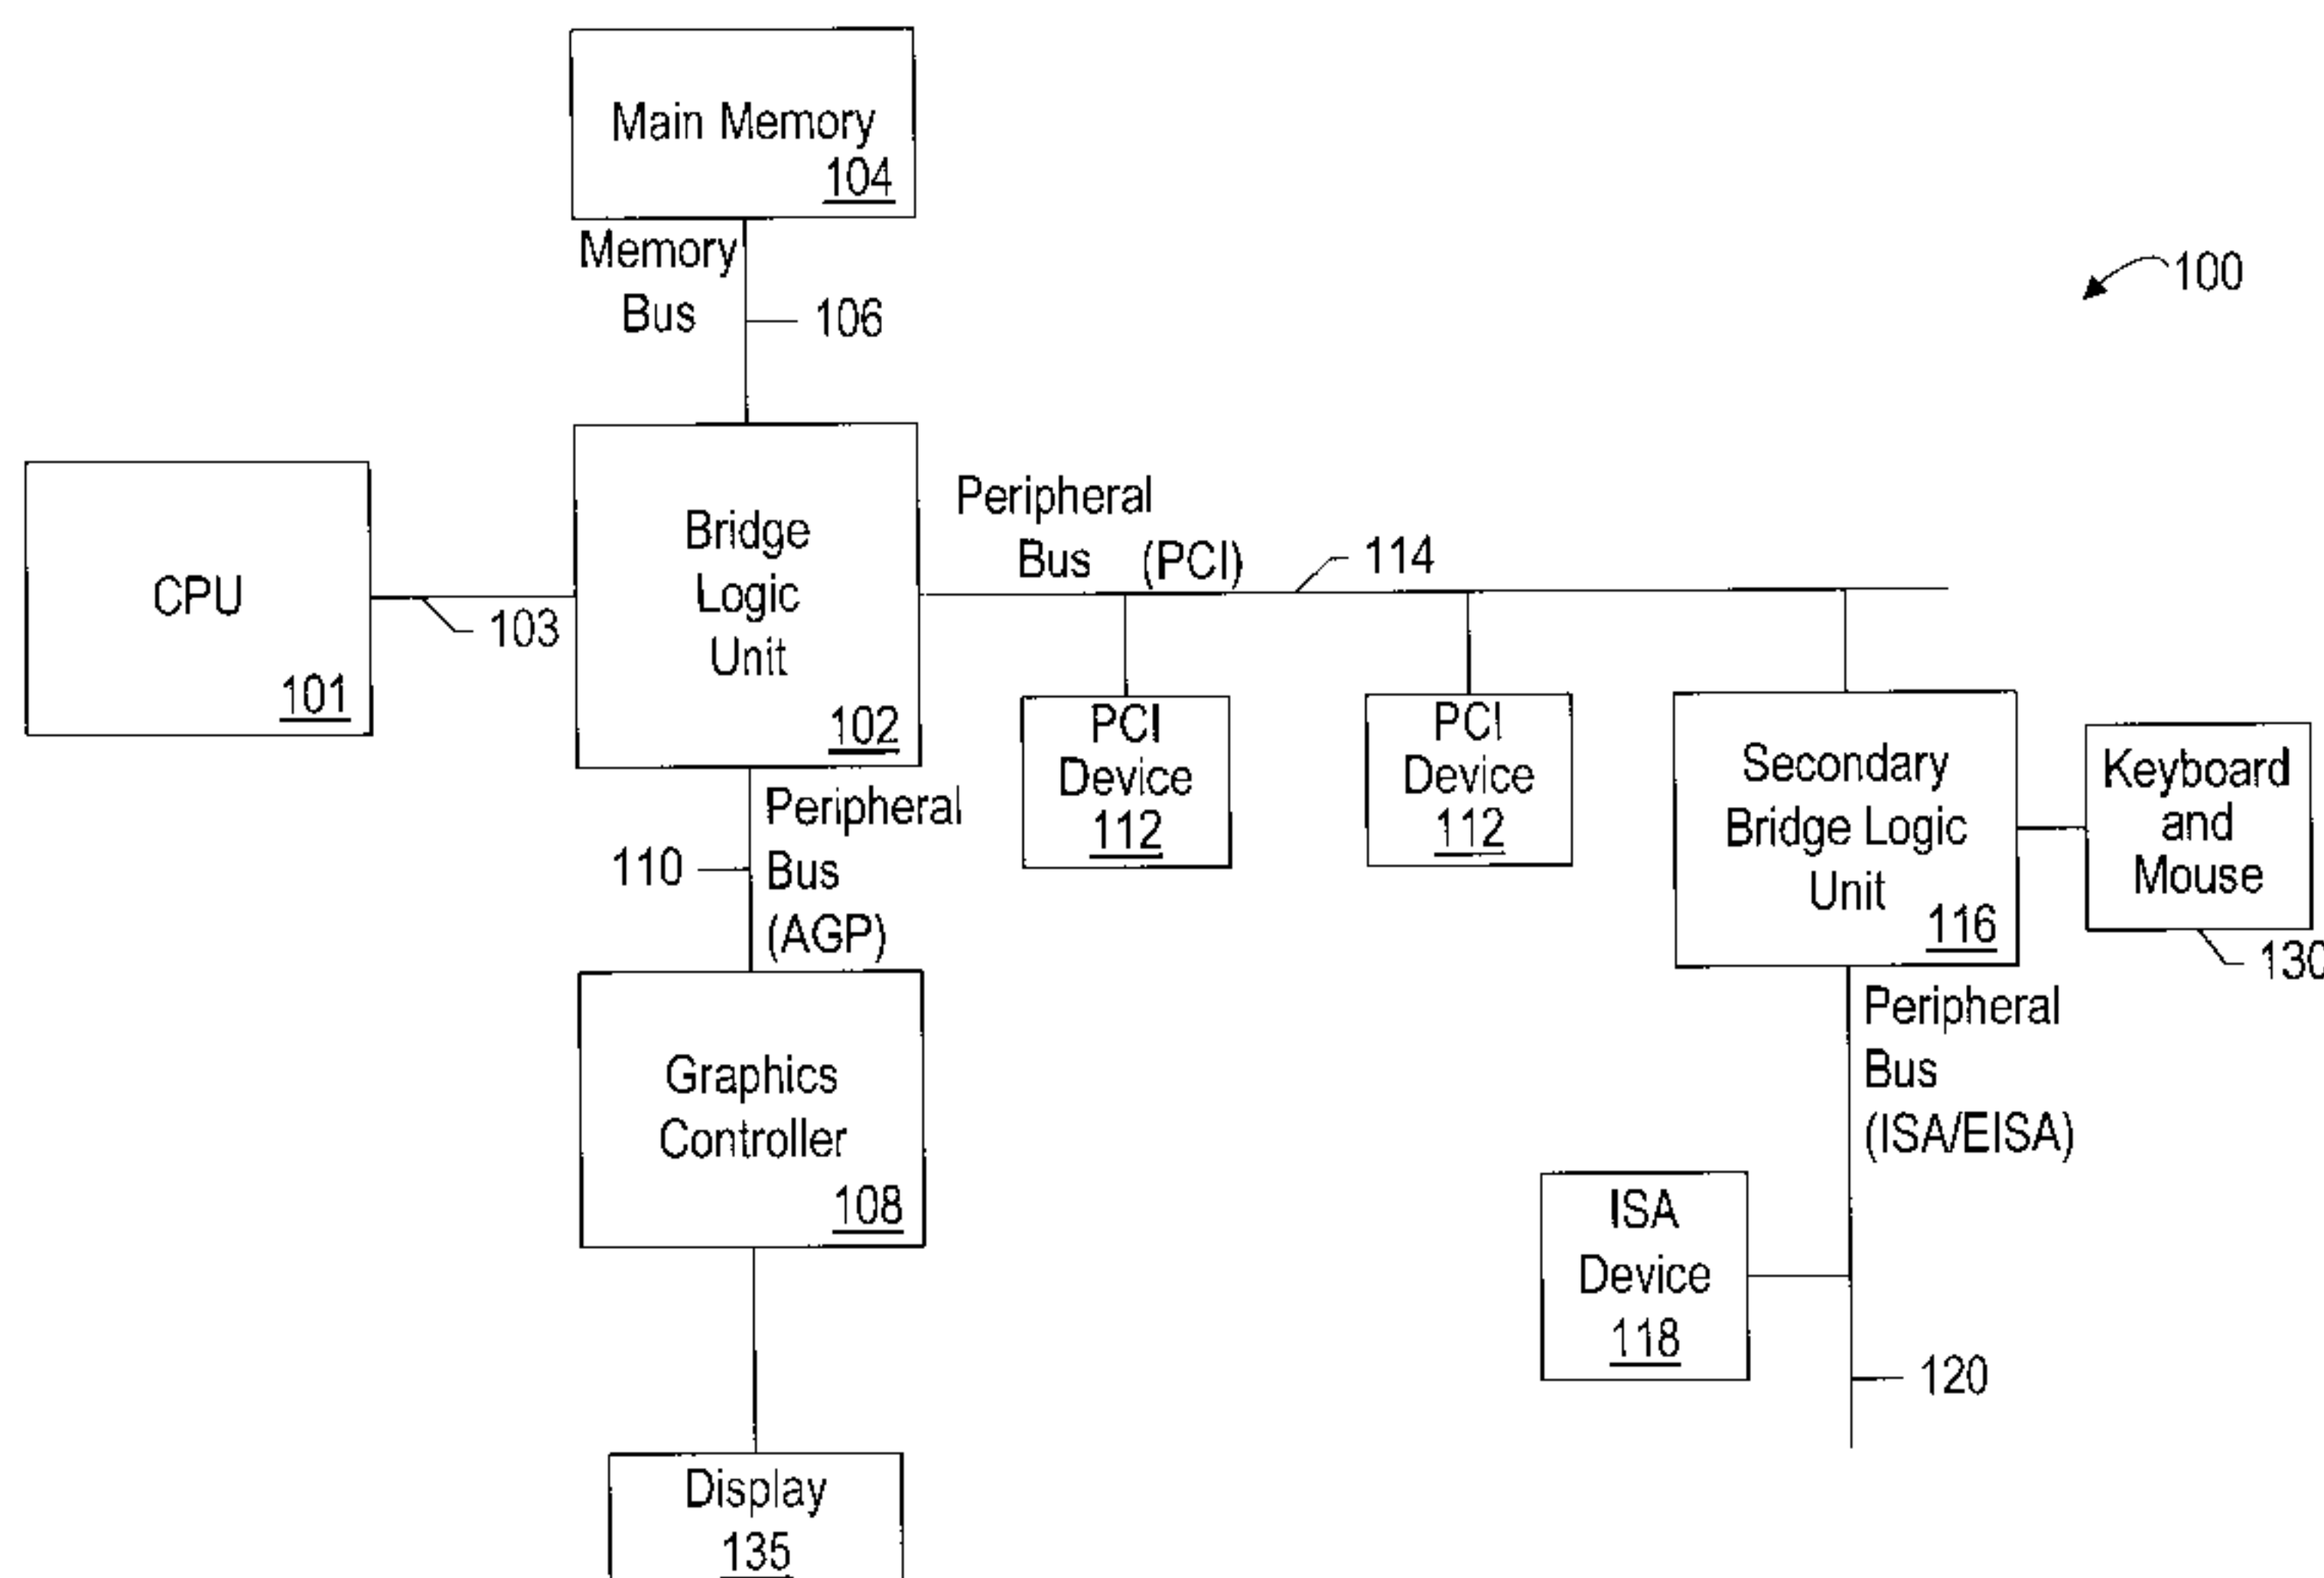 Main Memory
104
Memory
Bus
106
100
CPU
101
103
Bridge
Logic
Unit
102
Peripheral
Bus (PCI)
114
PCI
Device
112
PCI
Device
112
Secondary
Bridge Logic
Unit
116
Keyboard
and
Mouse
130
Peripheral
Bus
(AGP)
110
Graphics
Controller
108
Peripheral
Bus
(ISA/EISA)
ISA
Device
118
120
Display
135